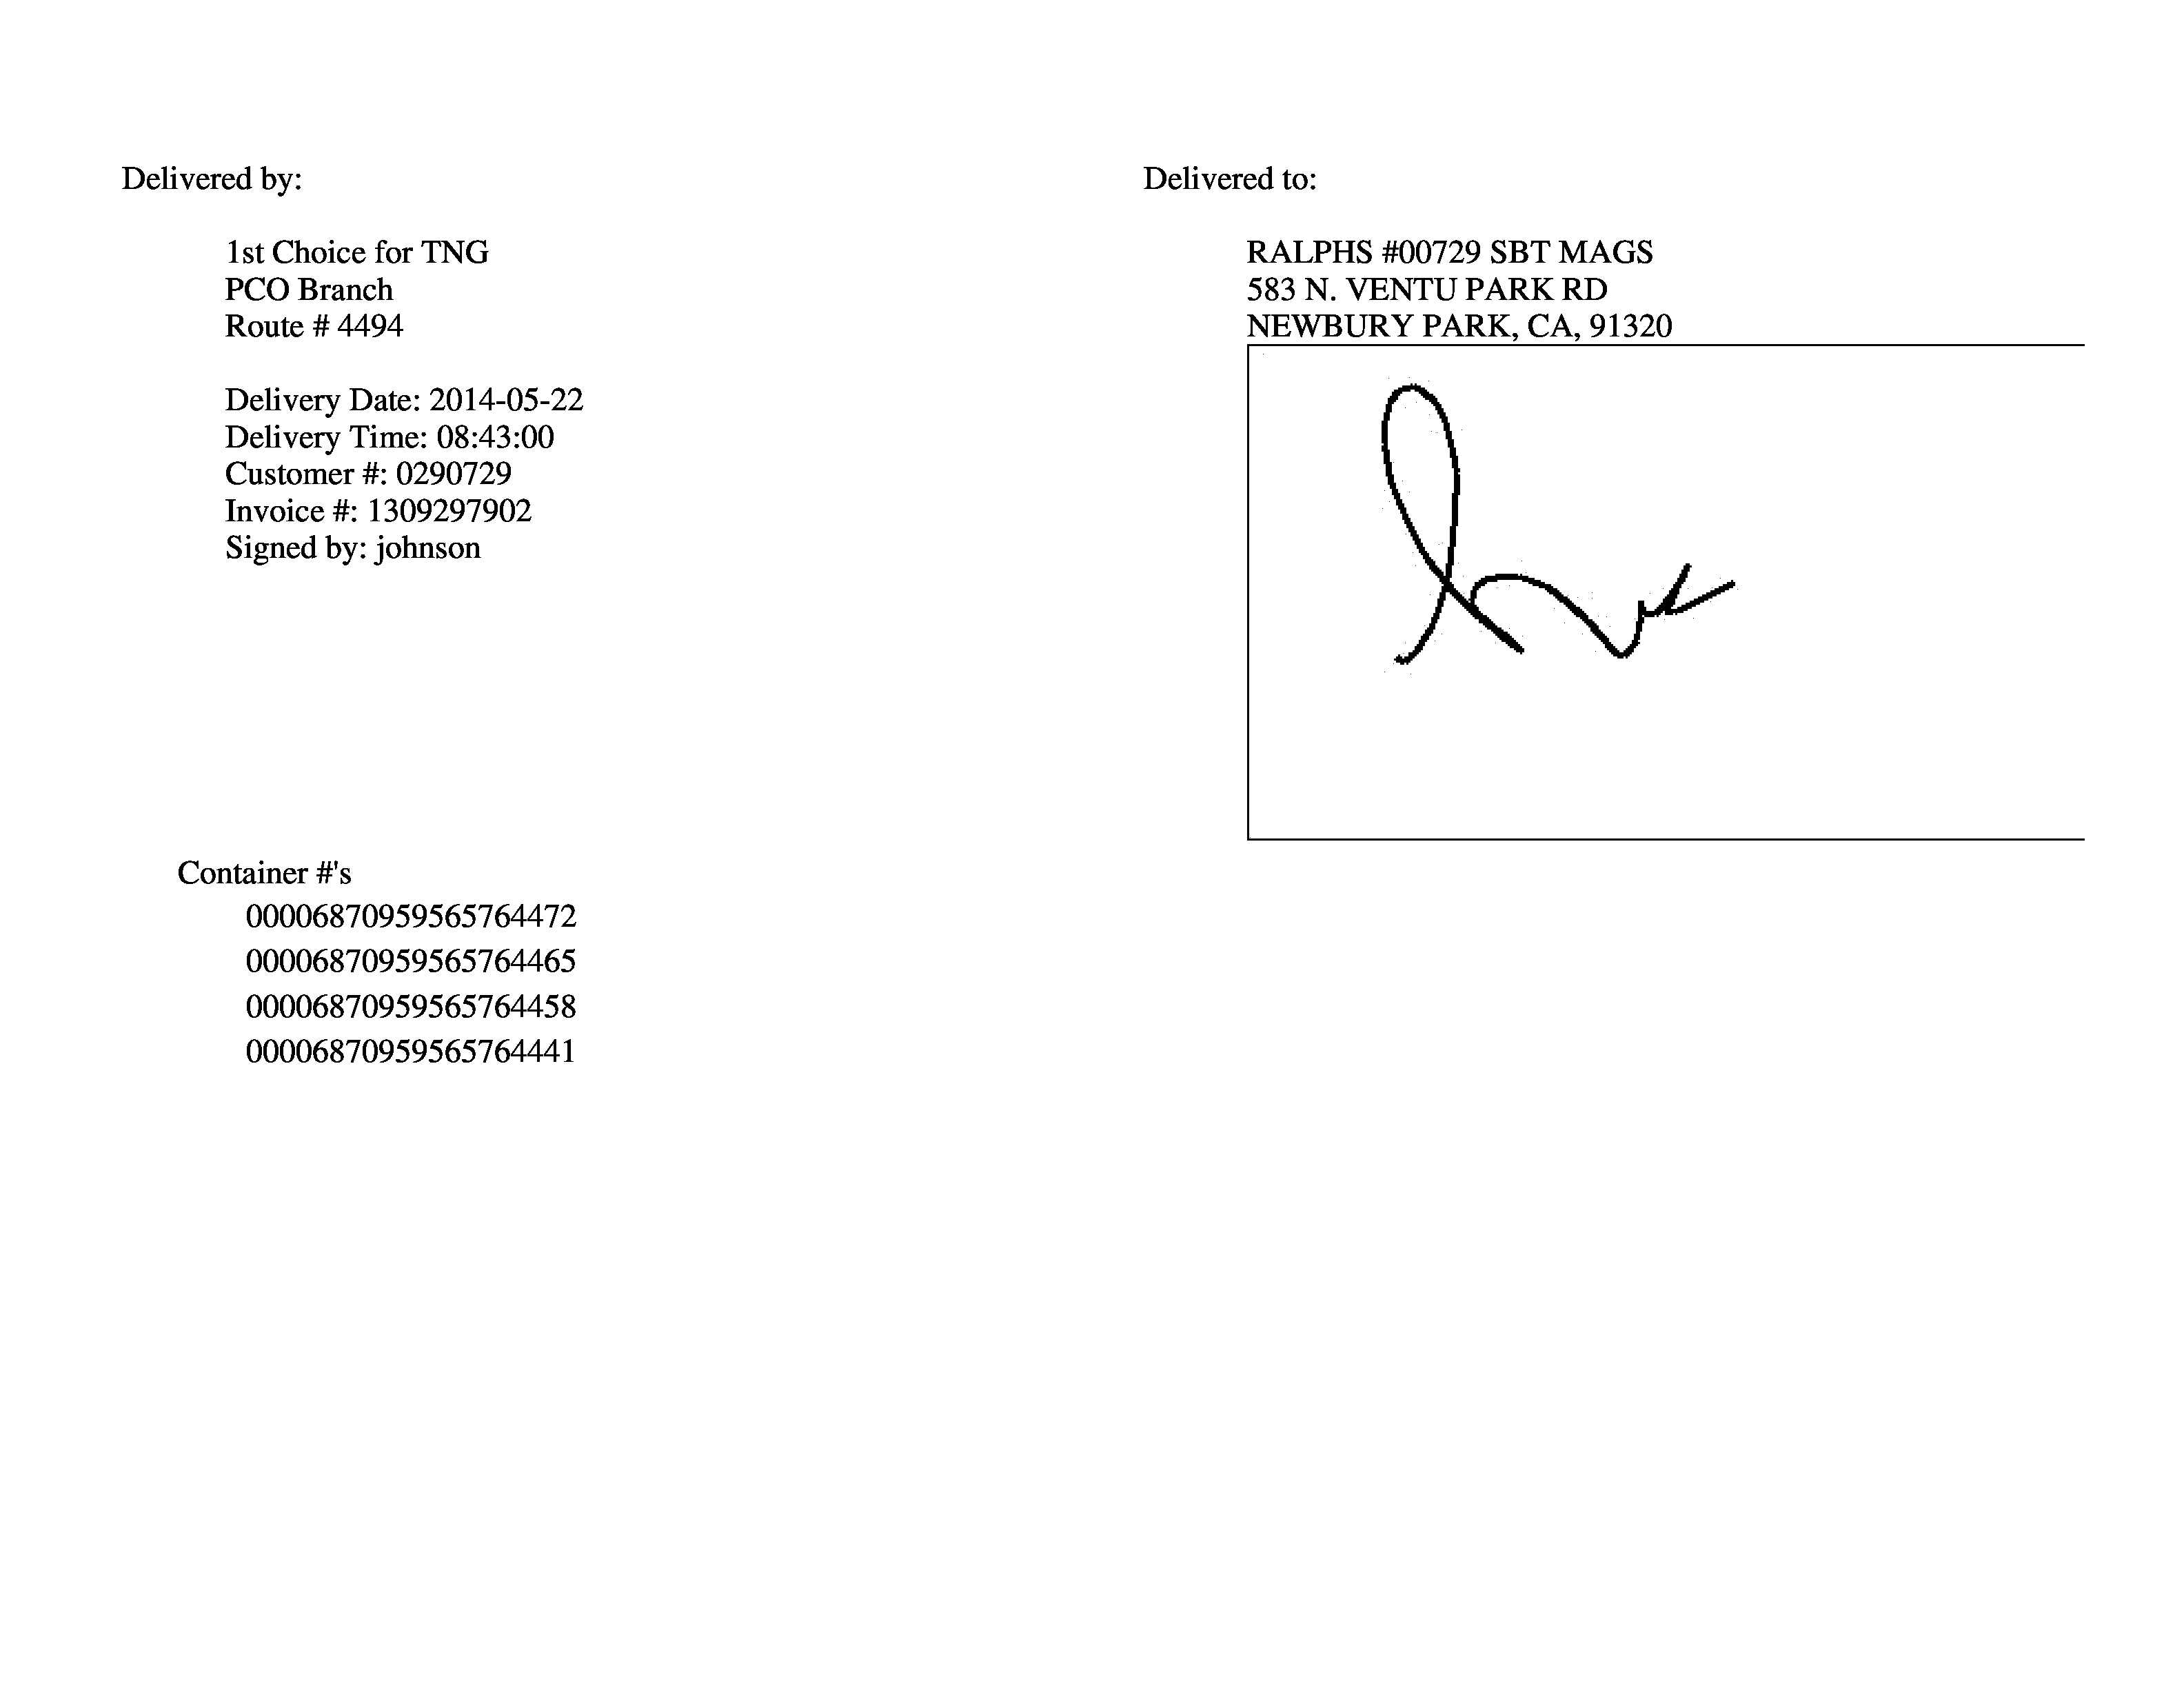 Delivered by:
1st Choice for TNG
PCO Branch
Route # 4494
Delivery Date: 2014-05-22
Delivery Time: 08:43:00
Customer #: 0290729
Invoice #: 1309297902
Signed by: johnson
Delivered to:
RALPHS #00729 SBT MAGS
583 N. VENTU PARK RD
NEWBURY PARK, CA, 91320
Container #'s
00006870959565764472
00006870959565764465
00006870959565764458
00006870959565764441